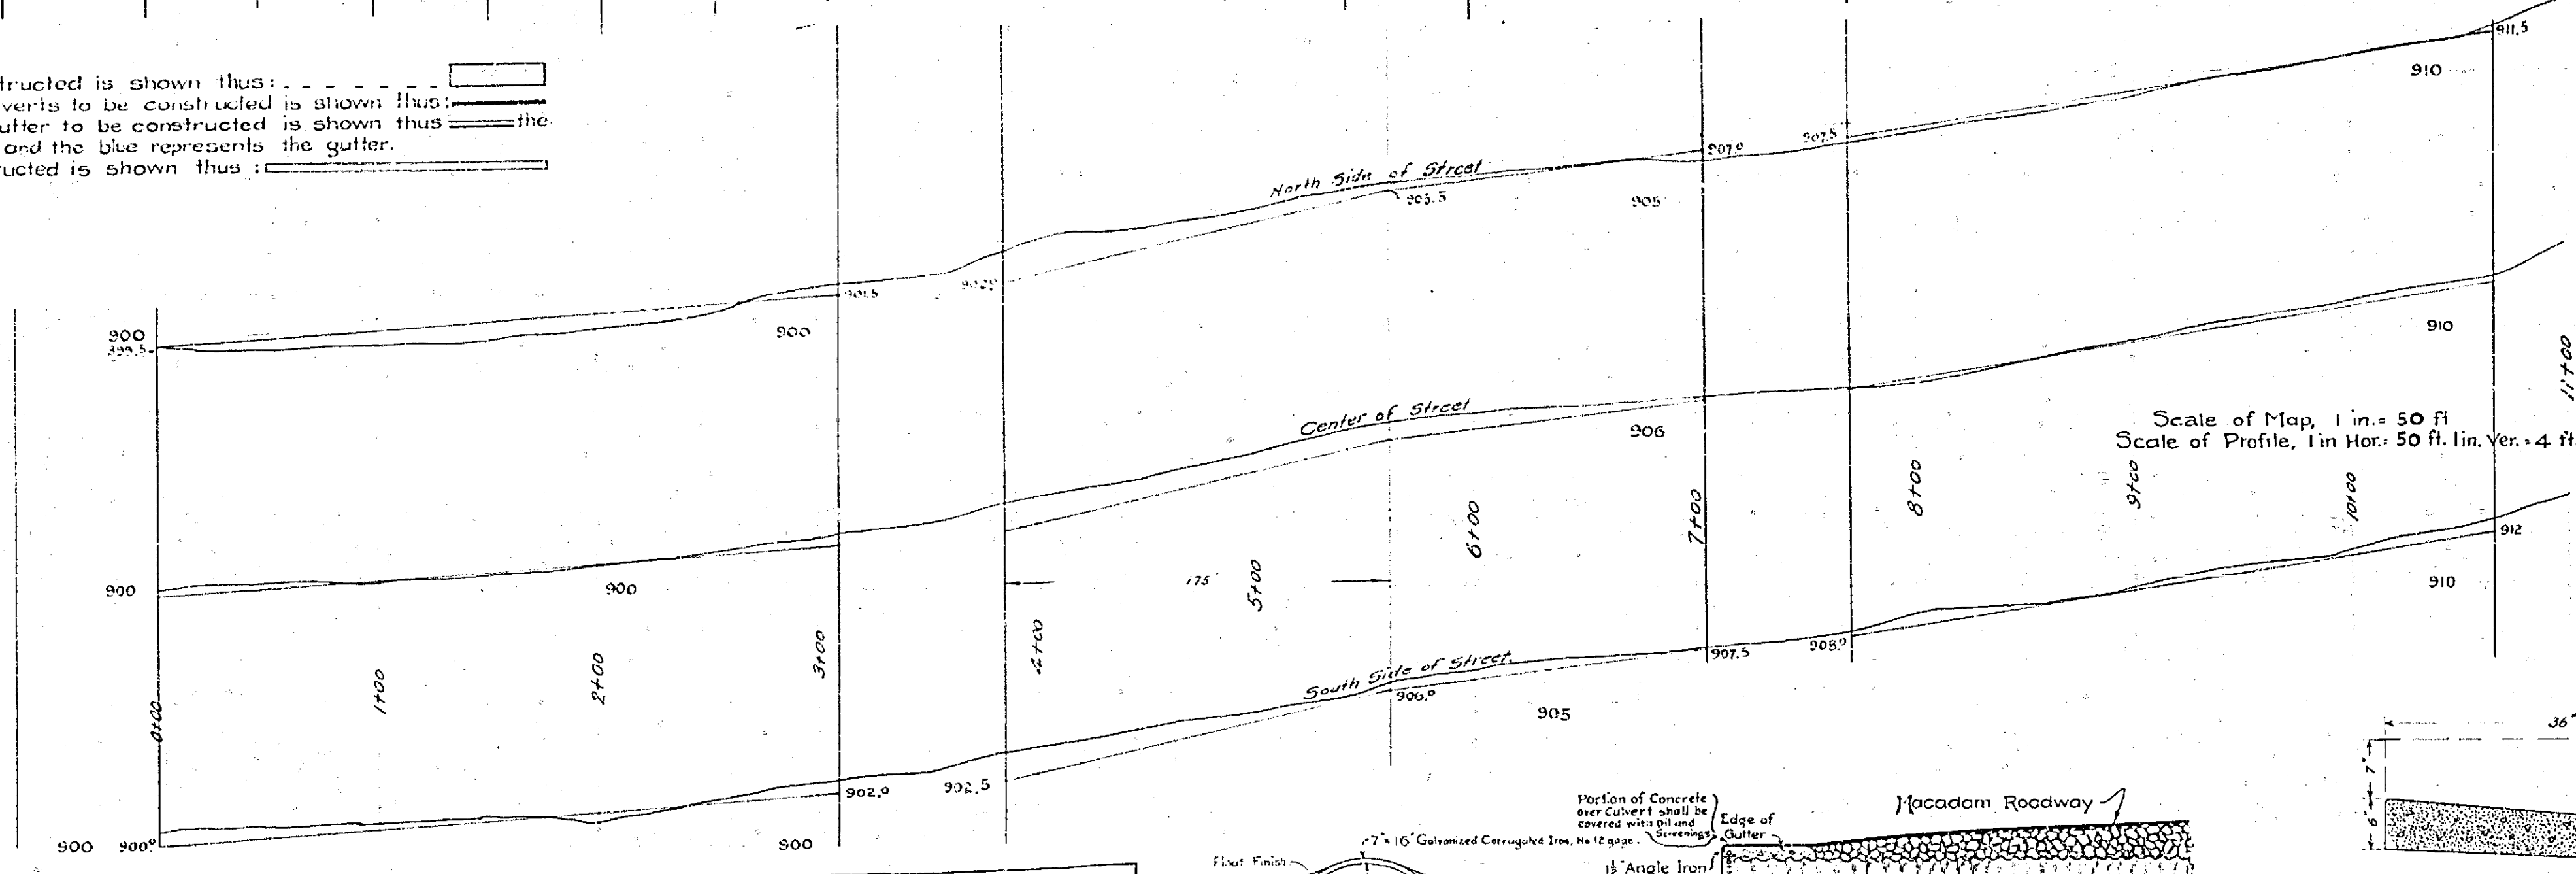 tructed is shown thus:
verts to be constructed is shown thus:
utter to be constructed is shown thus the
and the blue represents the gutter.
ucted is shown thus :
911.5
910
907.0
907.5
North Side of Street
905.5
905
902.0
901.5
900
900
899.5
910
11+00
Center of Street
906
Scale of Map, 1 in.= 50 ft
Scale of Profile, 1 in Hor.= 50 ft. 1 in. Ver. = 4 ft
8+00
9+00
10+00
6+00
7+00
912
910
900
900
175'
5+00
4+00
3+00
2+00
1+00
0+00
907.5
908.0
South Side of Street.
906.0
905
902.5
902.0
900
900
900.0
36"
7"
6"
Portion of Concrete
over Culvert shall be
covered with Oil and
Screenings
Edge of
Gutter
Macadam Roadway
7"x16" Galvanized Corrugated Iron, No 12 gage.
Float Finish
1½" Angle Iron